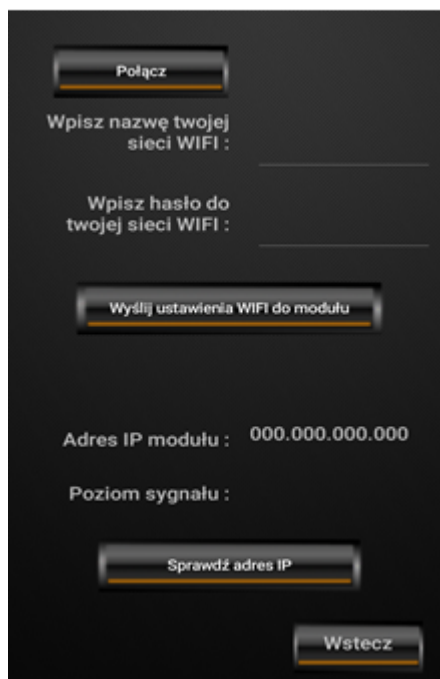 Połącz
Wpisz nazwę twojej
sieci WIFI :
Wpisz hasło do
twojej sieci WIFI :
Wyślij ustawienia WIFI do modułu
Adres IP modułu : 000.000.000.000
Poziom sygnału :
Sprawdź adres IP
Wstecz